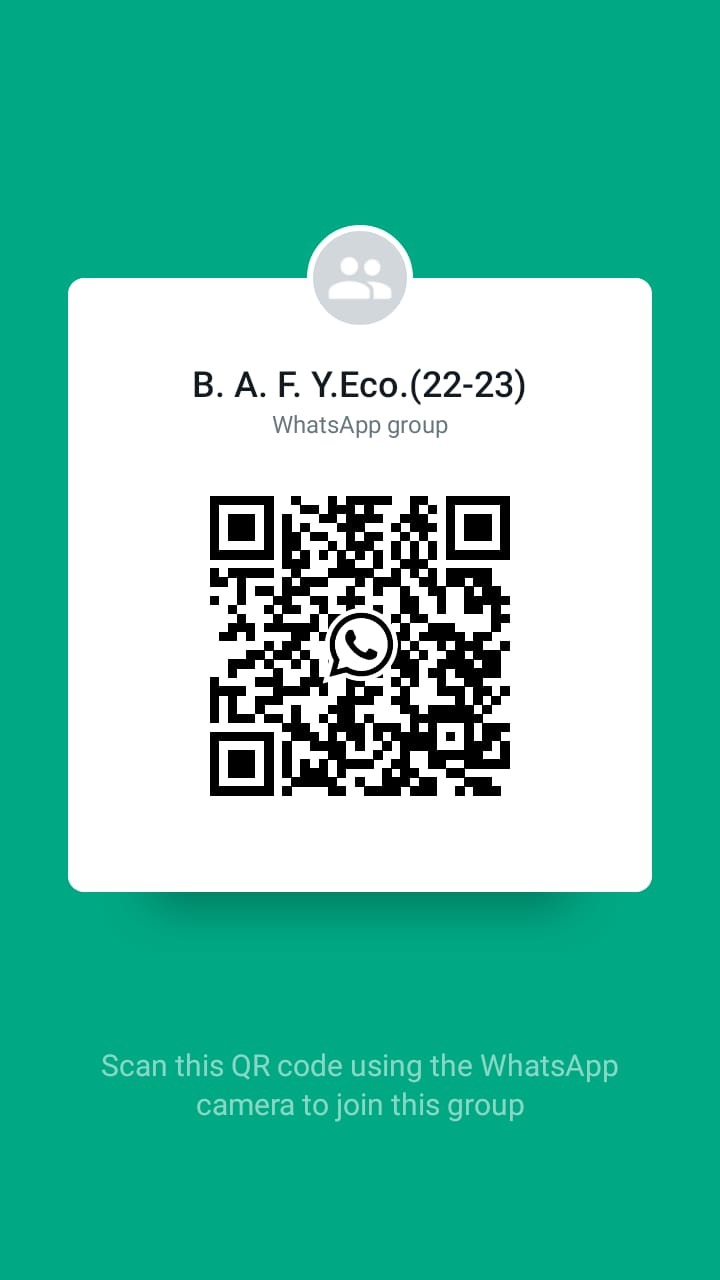 B. A. F. Y.Eco.(22-23)
WhatsApp group
Scan this QR code using the WhatsApp
camera to join this group